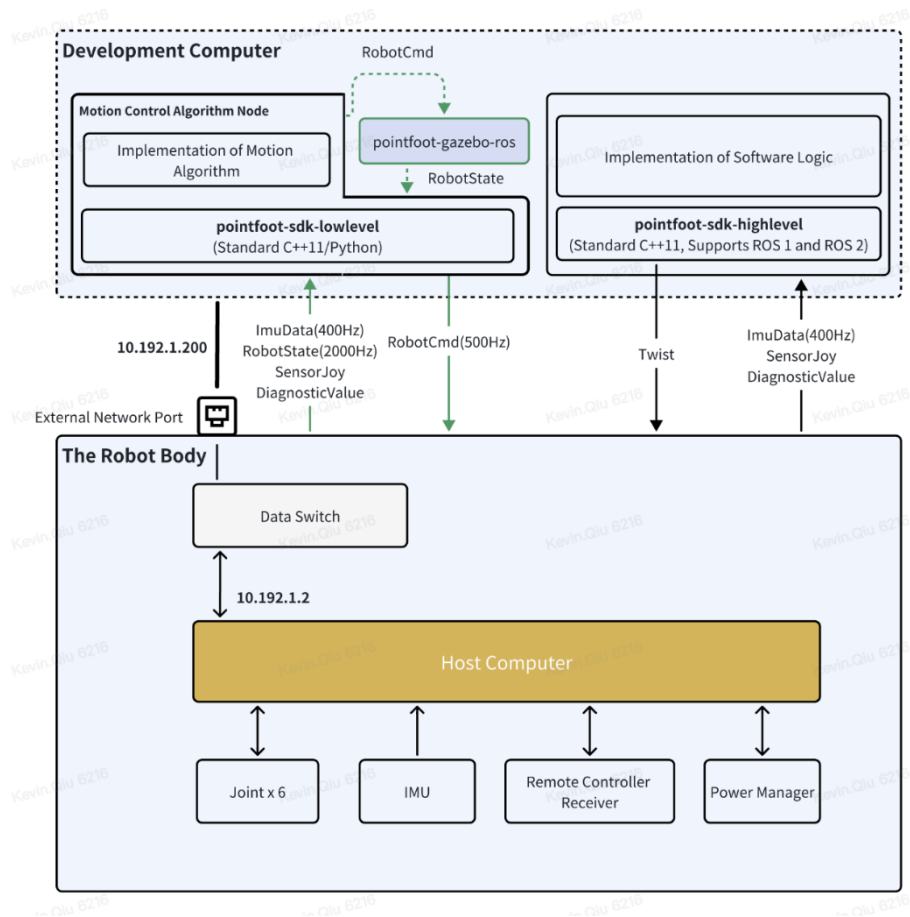 Development Computer
RobotCmd
Motion Control Algorithm Node
Implementation of Motion
Algorithm
pointfoot-gazebo-ros
RobotState
pointfoot-sdk-lowlevel
(Standard C++11/Python)
Implementation of Software Logic
pointfoot-sdk-highlevel
(Standard C++11, Supports ROS 1 and ROS 2)
10.192.1.200
External Network Port
ImuData(400Hz)
RobotState(2000Hz)
SensorJoy
DiagnosticValue
RobotCmd(500Hz)
Twist
ImuData(400Hz)
SensorJoy
DiagnosticValue
The Robot Body
Data Switch
10.192.1.2
Host Computer
Joint x 6
IMU
Remote Controller
Receiver
Power Manager
Kevin.Qiu 6216